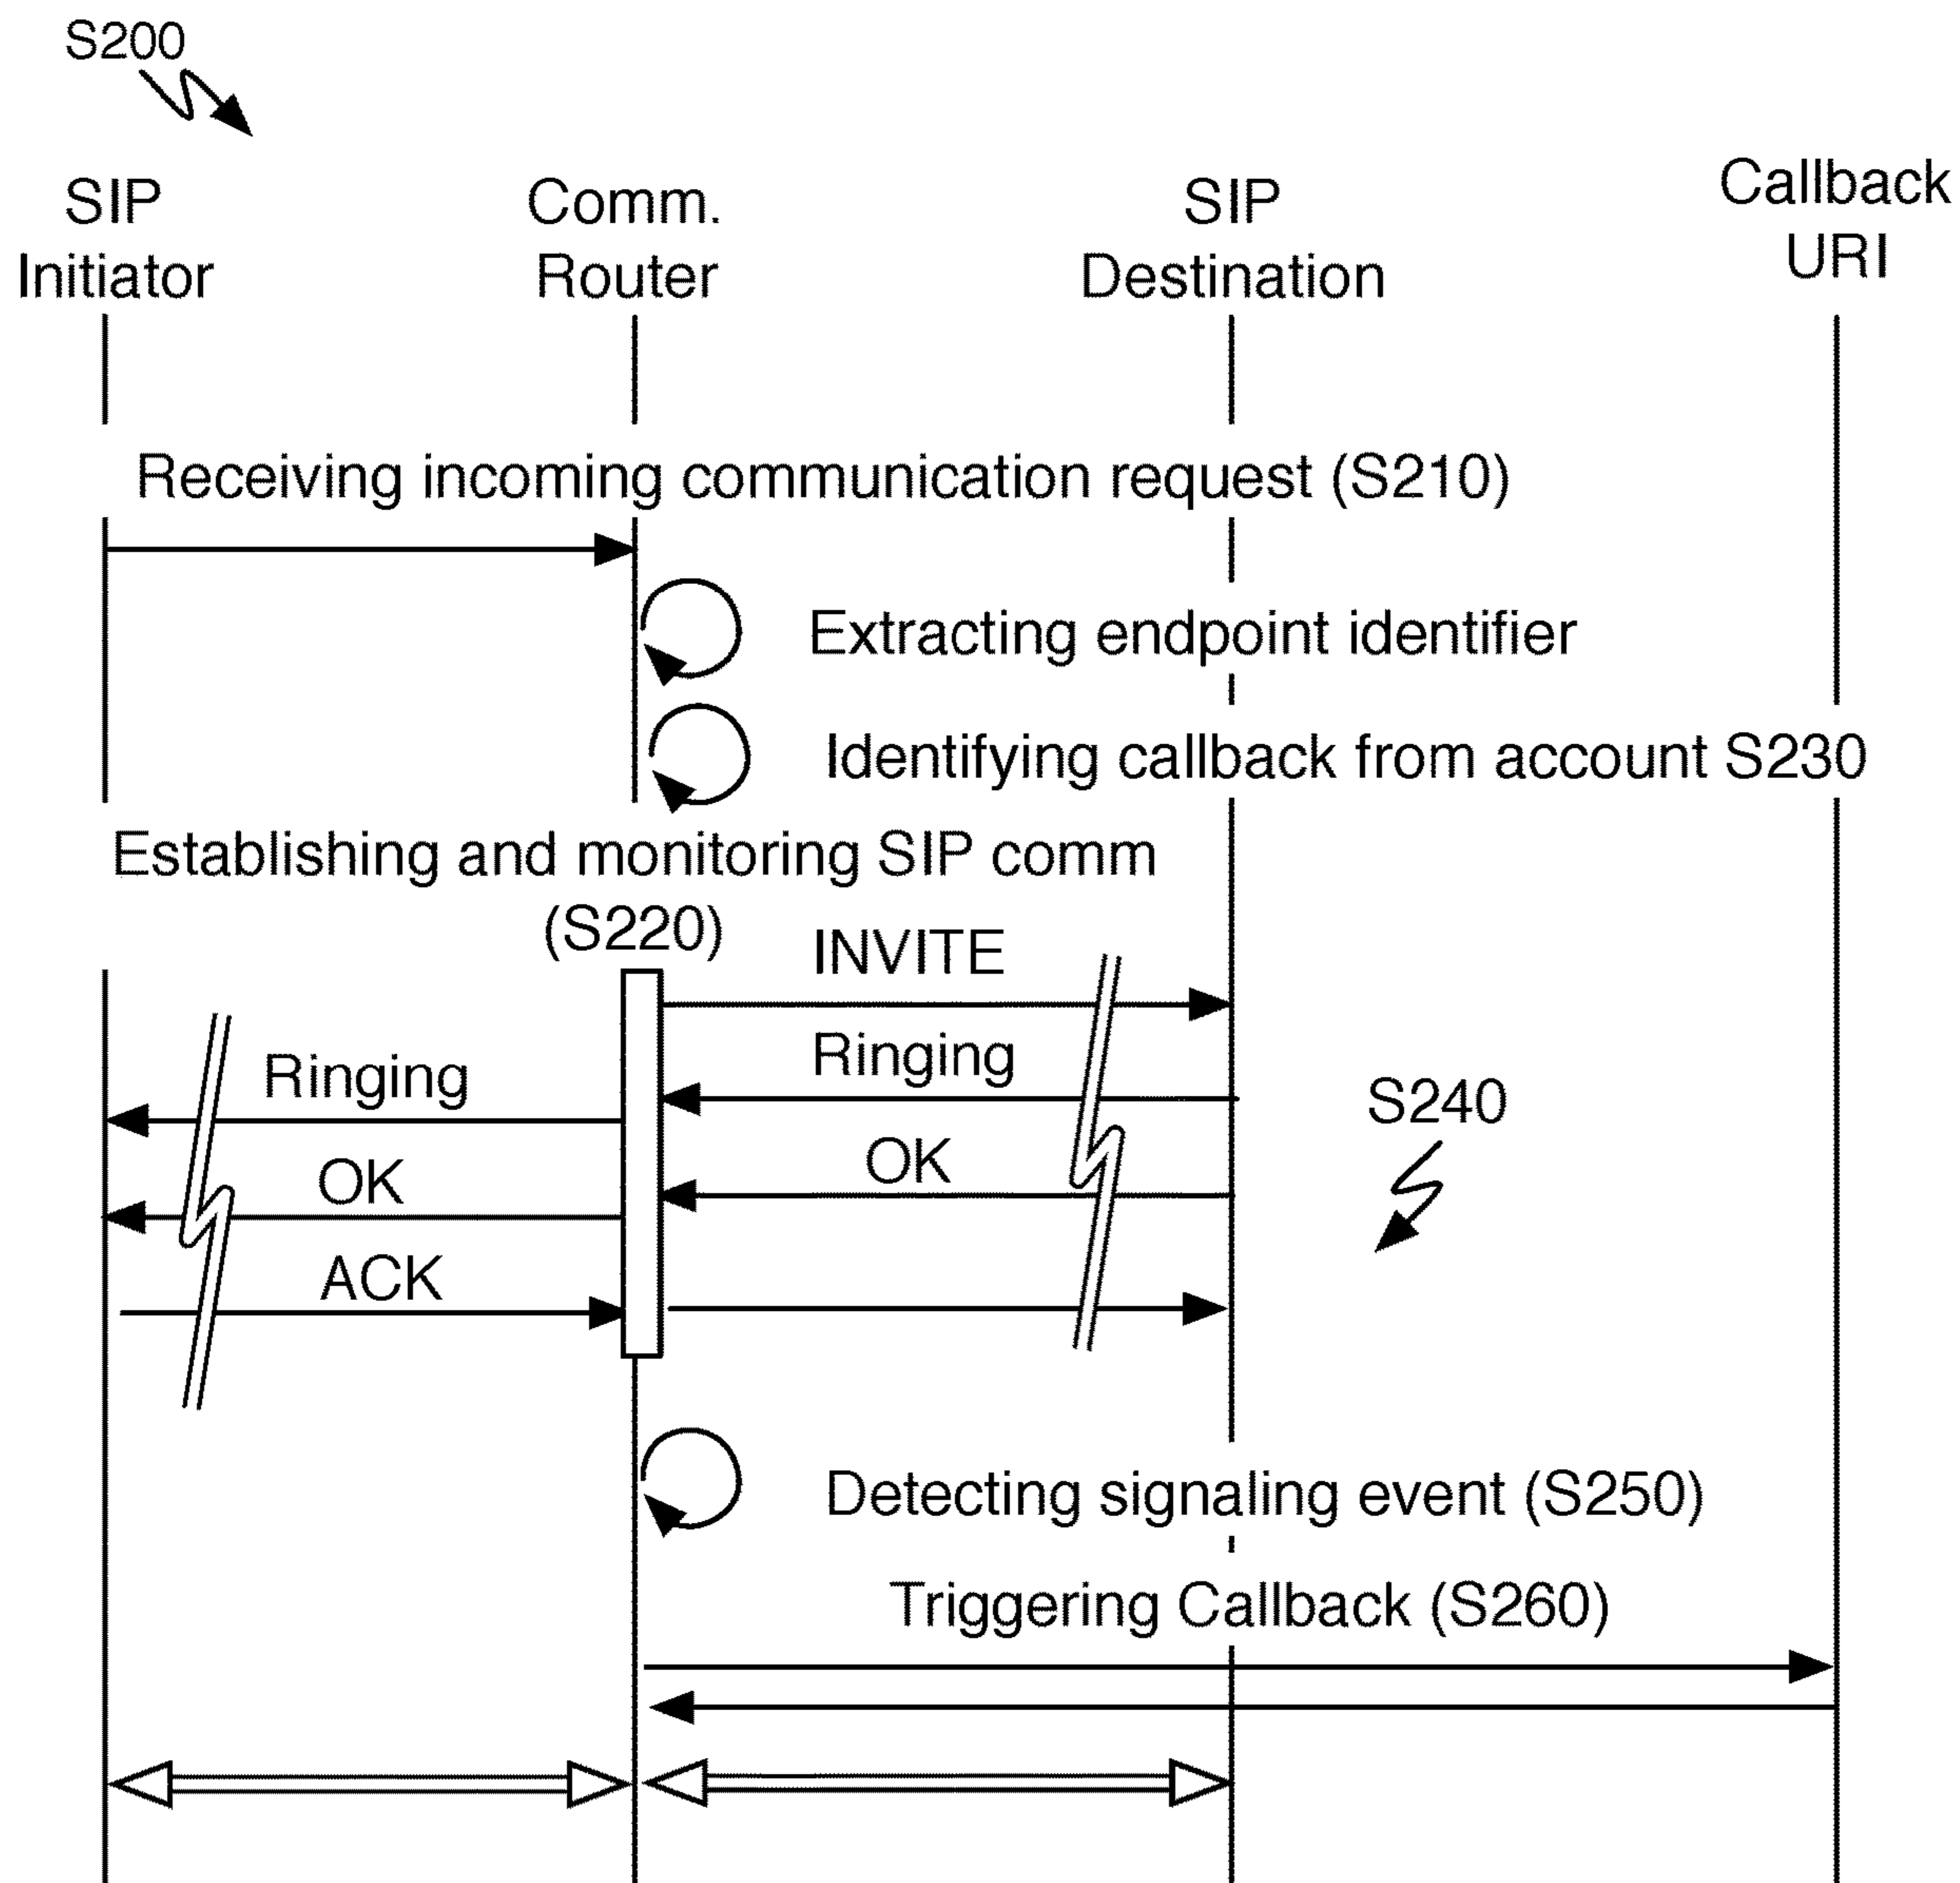 S200
SIP
Initiator
Comm.
Router
SIP
Destination
Callback
URI
Receiving incoming communication request (S210)
Extracting endpoint identifier
Identifying callback from account S230
Establishing and monitoring SIP comm
(S220)
INVITE
Ringing
Ringing
S240
OK
OK
ACK
Detecting signaling event (S250)
Triggering Callback (S260)